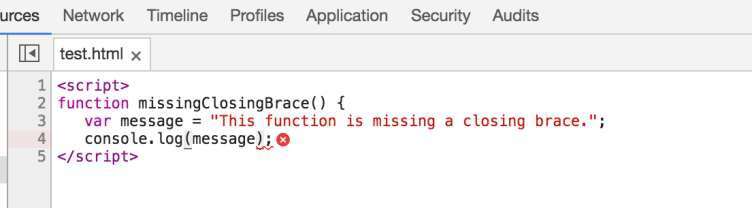 urces Network Timeline Profiles Application Security Audits
test.html ×
1 <script>
2 function missingClosingBrace() {
3 var message = "This function is missing a closing brace.";
4 console.log(message);
5 </script>